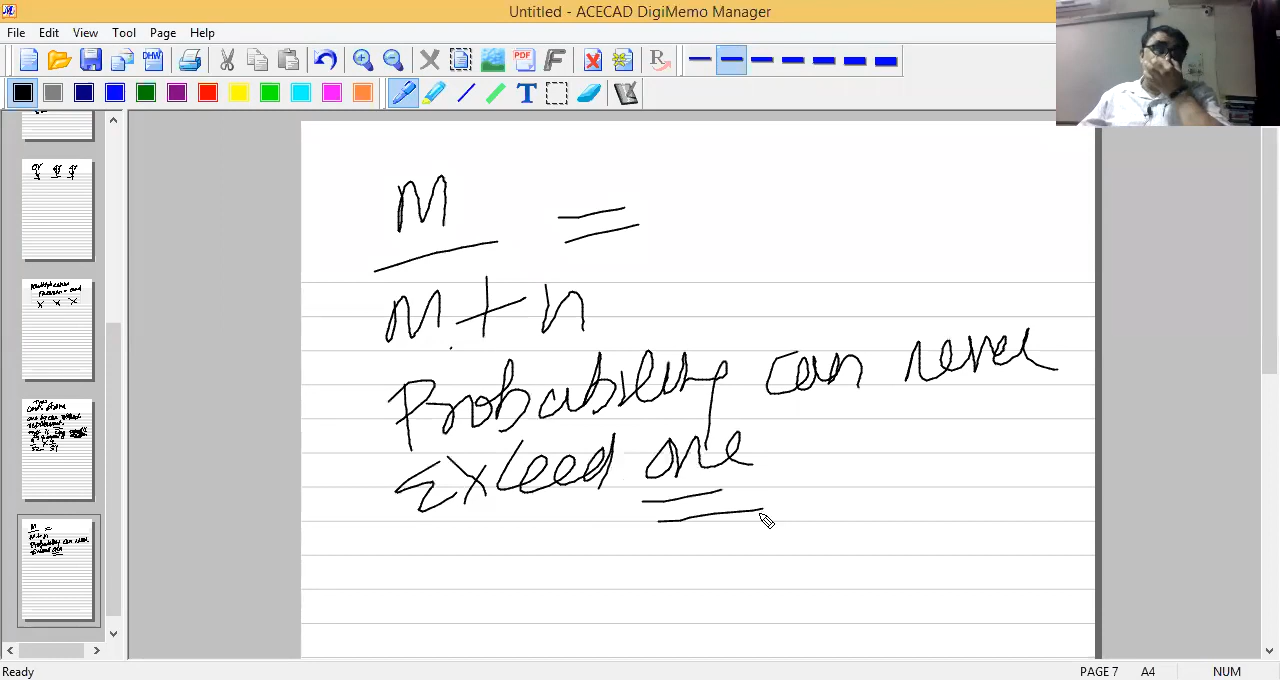 Untitled - ACECAD DigiMemo Manager
File Edit View Tool Page Help
M
=
M + n
Probability can never
Exceed one
Ready
PAGE 7 A4 NUM